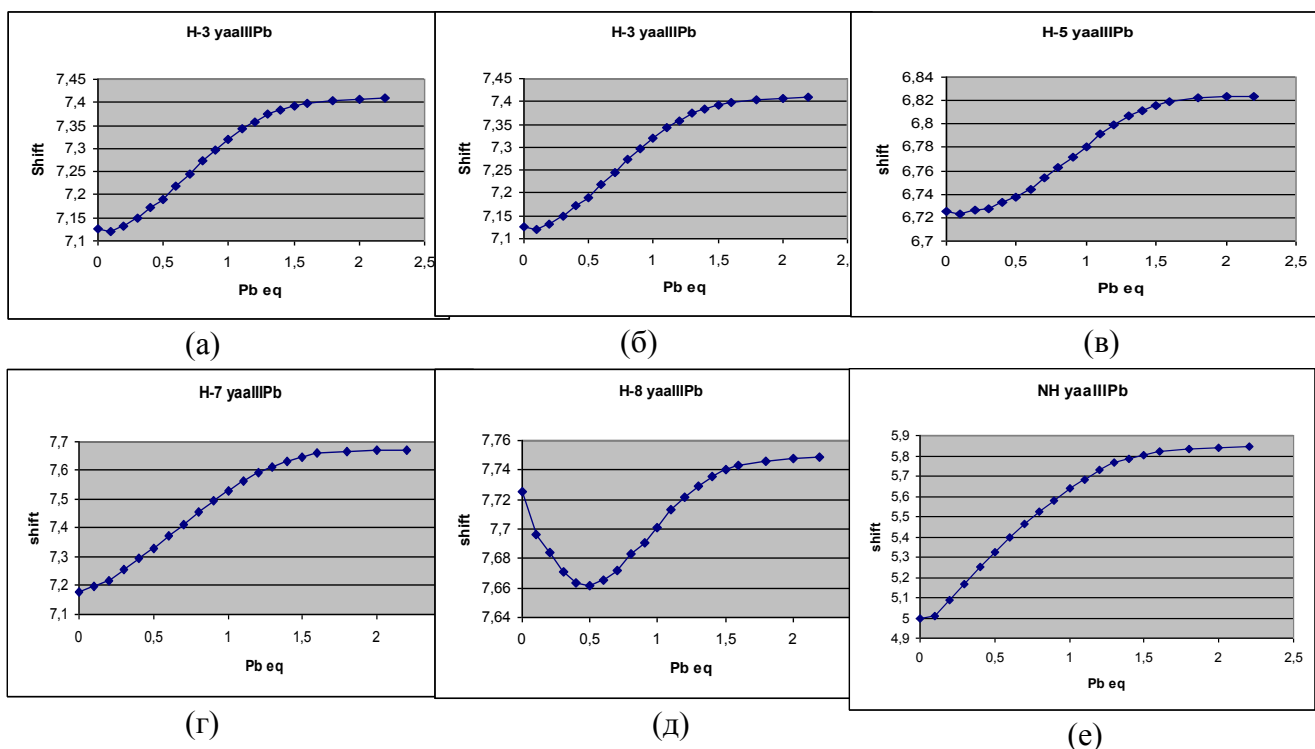 H-3 yaaIIIPb
Shift
7,45
7,4
7,35
7,3
7,25
7,2
7,15
7,1
0 0,5 1 1,5 2 2,5
Pb eq
(а)
H-3 yaaIIIPb
Shift
7,45
7,4
7,35
7,3
7,25
7,2
7,15
7,1
0 0,5 1 1,5 2 2,
Pb eq
(б)
H-5 yaaIIIPb
shift
6,84
6,82
6,8
6,78
6,76
6,74
6,72
6,7
0 0,5 1 1,5 2 2,5
Pb eq
(в)
H-7 yaaIIIPb
shift
7,7
7,6
7,5
7,4
7,3
7,2
7,1
0 0,5 1 1,5 2
Pb eq
(г)
H-8 yaaIIIPb
shift
7,76
7,74
7,72
7,7
7,68
7,66
7,64
0 0,5 1 1,5 2
Pb eq
(д)
NH yaaIIIPb
shift
5,9
5,8
5,7
5,6
5,5
5,4
5,3
5,2
5,1
5
4,9
0 0,5 1 1,5 2 2,5
Pb eq
(е)